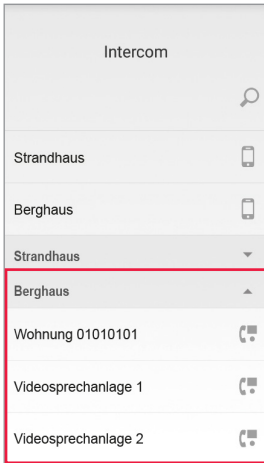 Intercom
Strandhaus
Berghaus
Strandhaus
Berghaus
Wohnung 01010101
Videosprechanlage 1
Videosprechanlage 2